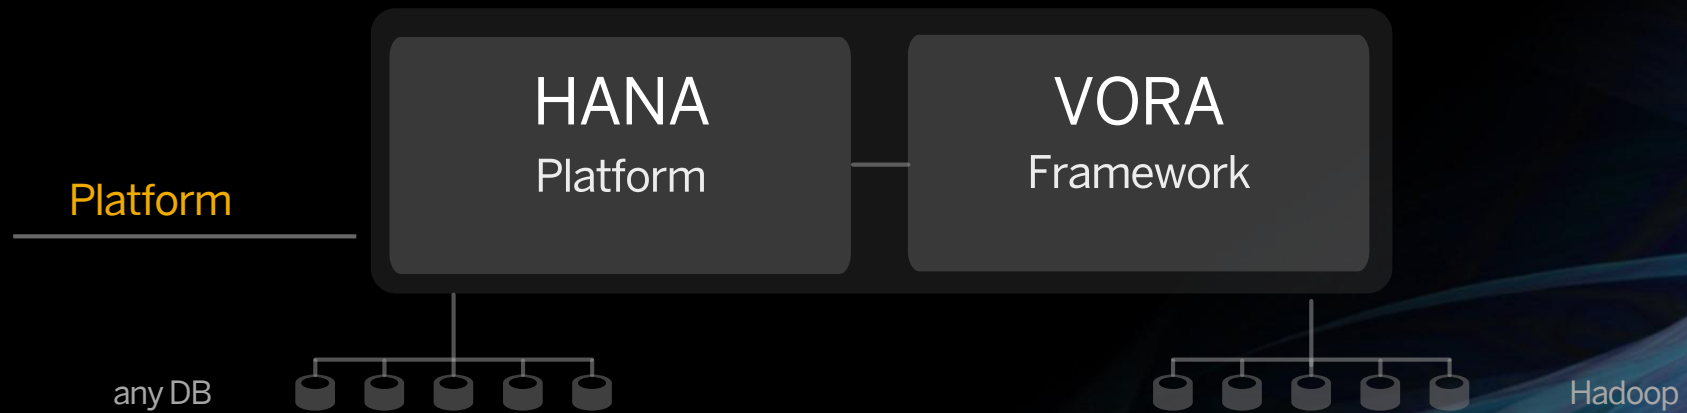 HANA
Platform
VORA
Framework
Platform
any DB
Hadoop